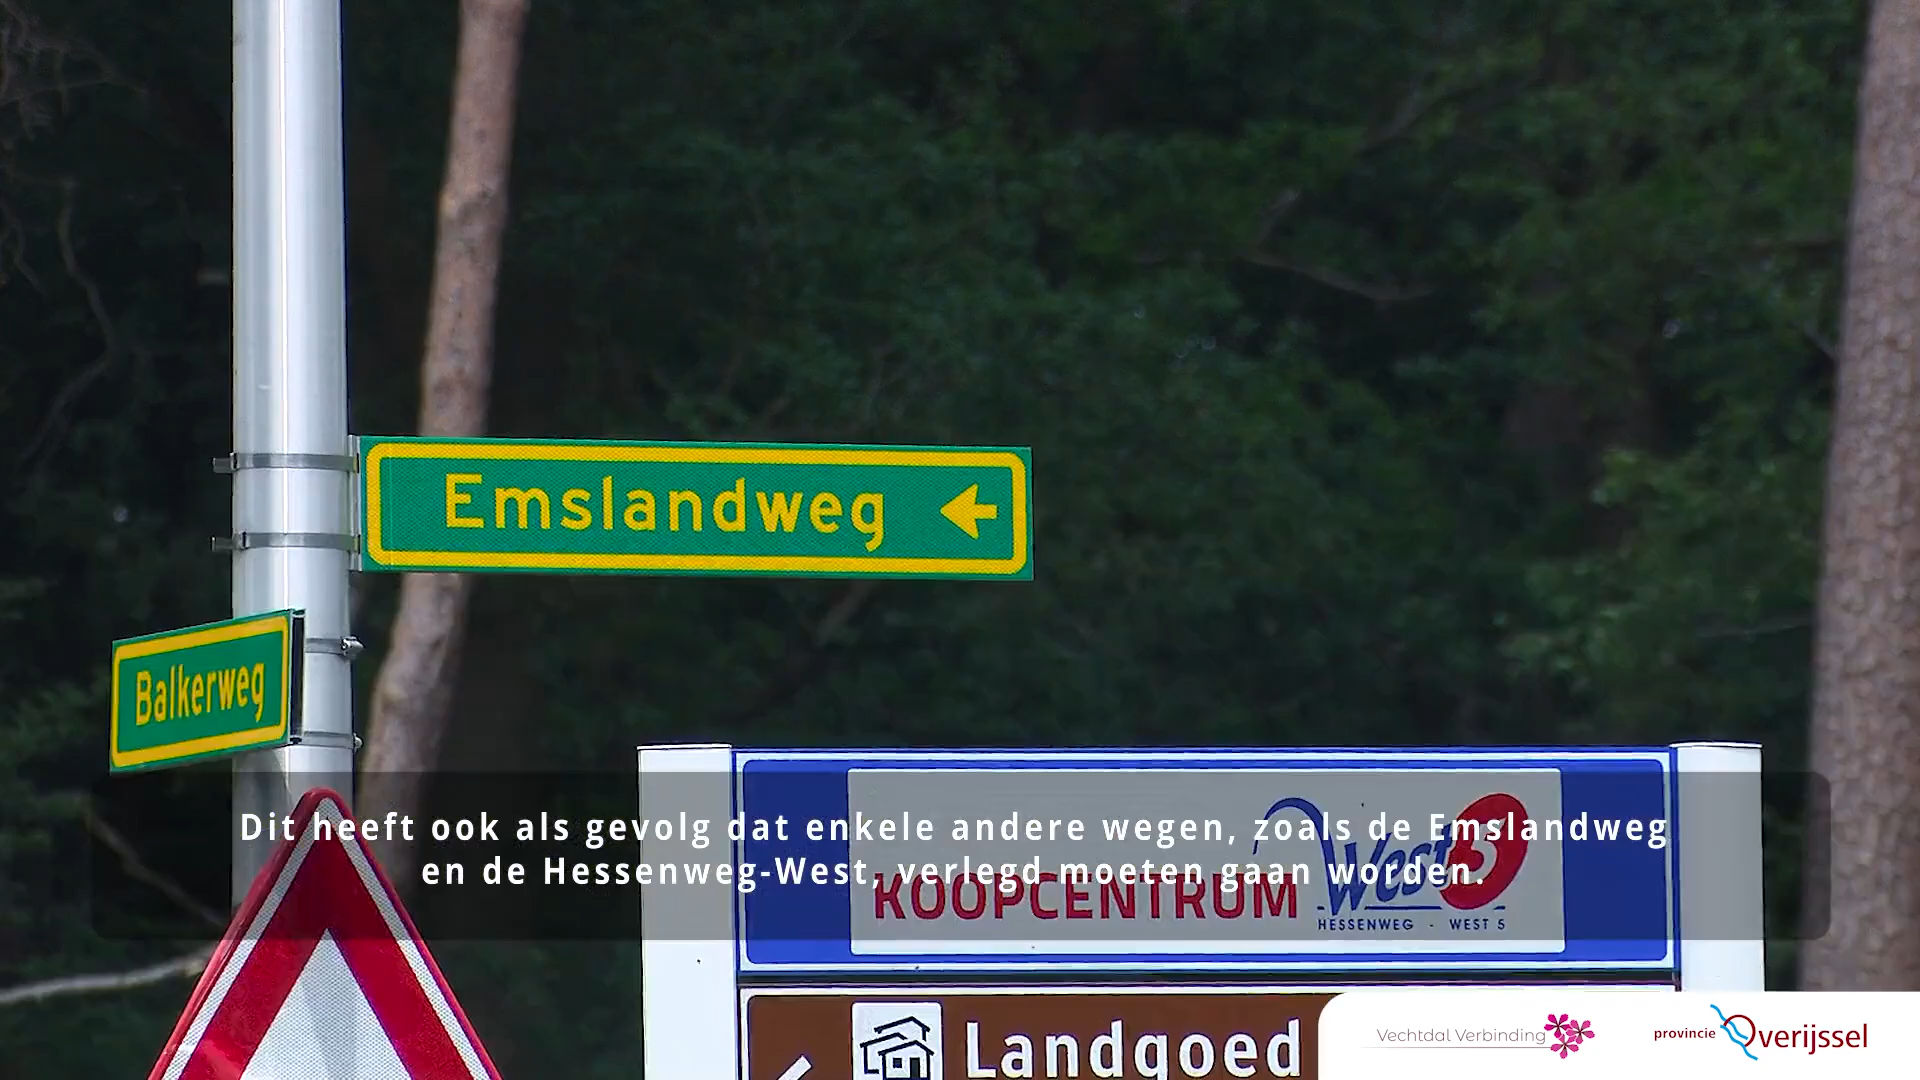 Emslandweg
Balkerweg
Dit heeft ook als gevolg dat enkele andere wegen, zoals de Emslandweg
en de Hessenweg-West, verlegd moeten gaan worden.
KOOPCENTRUM
West 5
HESSENWEG - WEST 5
Landgoed
Vechtdal Verbinding
provincie Overijssel